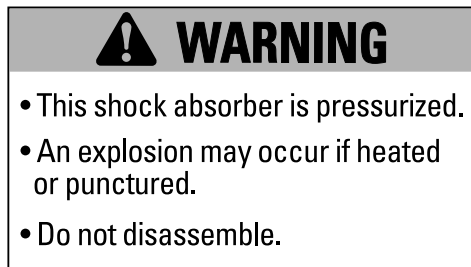 WARNING
• This shock absorber is pressurized.
• An explosion may occur if heated
or punctured.
• Do not disassemble.